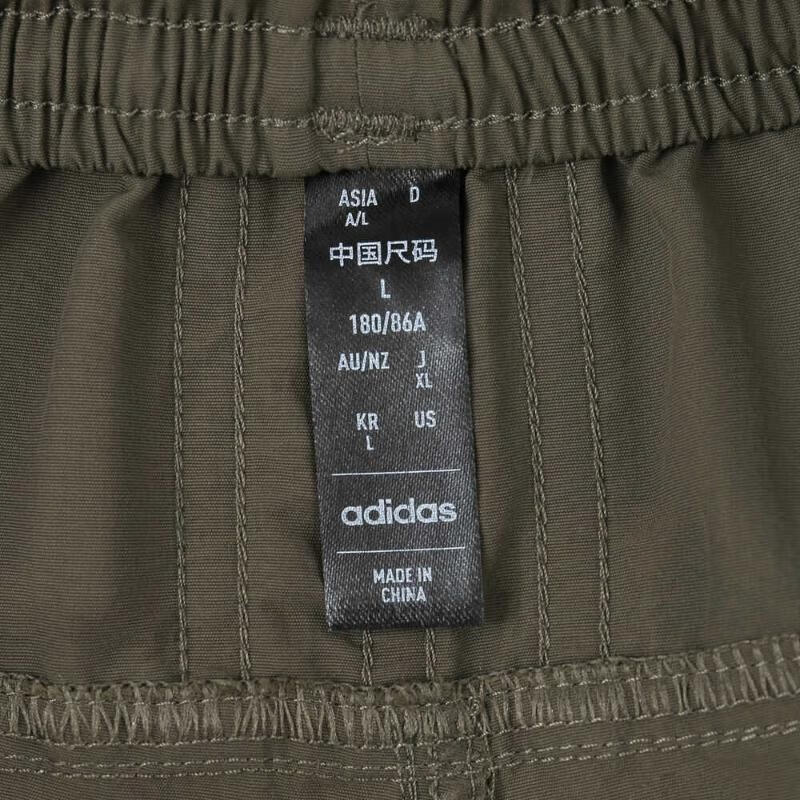 ASIA D
A/L
中国尺码
L
180/86A
AU/NZ J
XL
KR US
L
adidas
MADE IN
CHINA